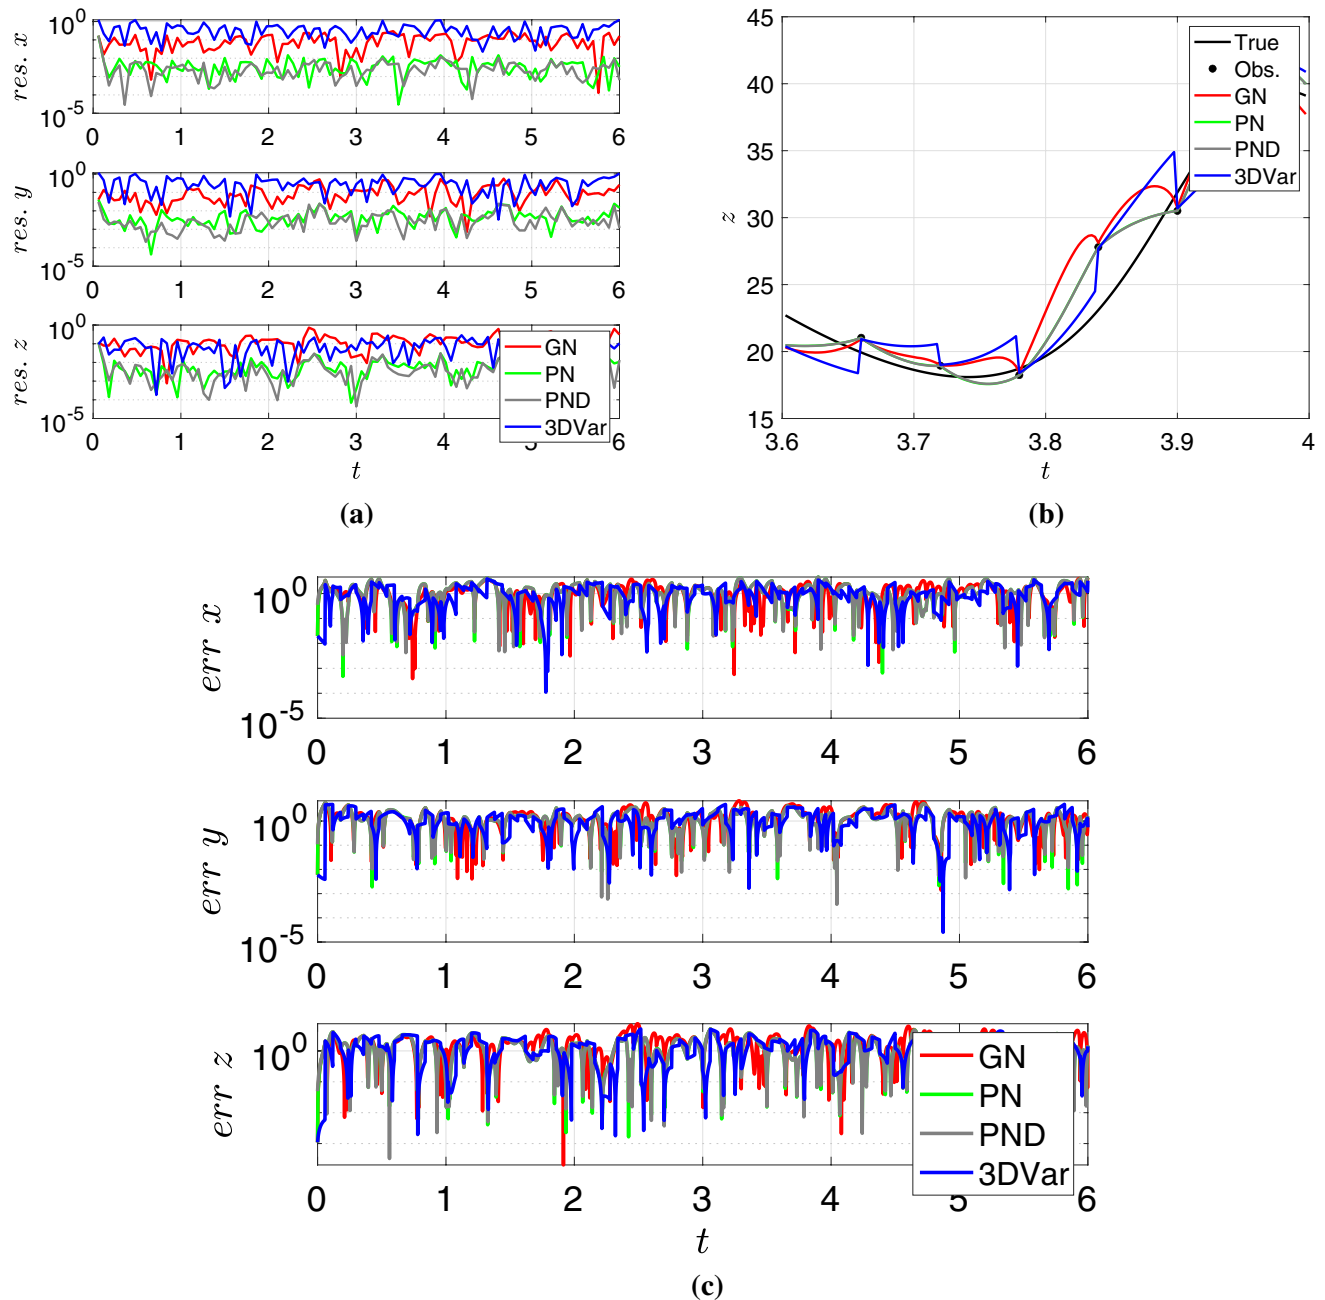 res. x
10^0
10^-5
0 1 2 3 4 5 6
res. y
10^0
10^-5
0 1 2 3 4 5 6
res. z
10^0
10^-5
0 1 2 3 4 5 6
t
GN
PN
PND
3DVar
(a)
z
45
40
35
30
25
20
15
3.6 3.7 3.8 3.9 4
t
True
Obs.
GN
PN
PND
3DVar
(b)
err x
10^0
10^-5
0 1 2 3 4 5 6
err y
10^0
10^-5
0 1 2 3 4 5 6
err z
10^0
0 1 2 3 4 5 6
t
GN
PN
PND
3DVar
(c)